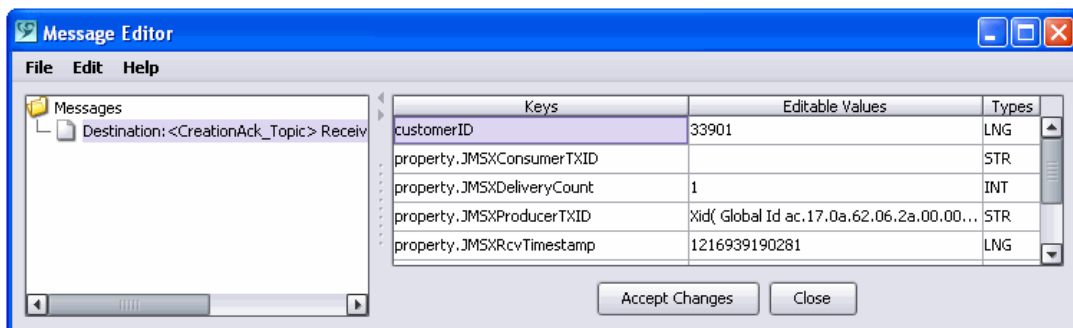 Message Editor
File Edit Help
Messages
Destination:<CreationAck_Topic> Receiv
Keys Editable Values Types
customerID 33901 LNG
property.JMSXConsumerTXID STR
property.JMSXDeliveryCount 1 INT
property.JMSXProducerTXID Xid( Global Id ac.17.0a.62.06.2a.00.00... STR
property.JMSXRcvTimestamp 1216939190281 LNG
Accept Changes Close